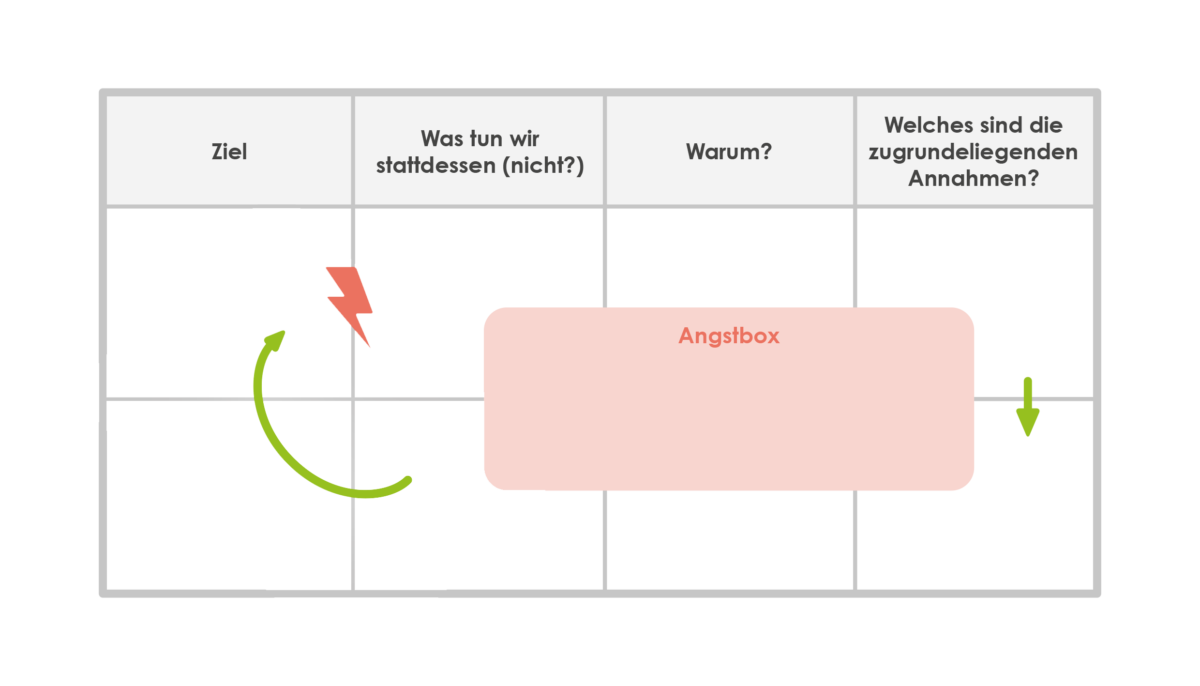 Ziel
Was tun wir
stattdessen (nicht?)
Warum?
Welches sind die
zugrundeliegenden
Annahmen?
Angstbox